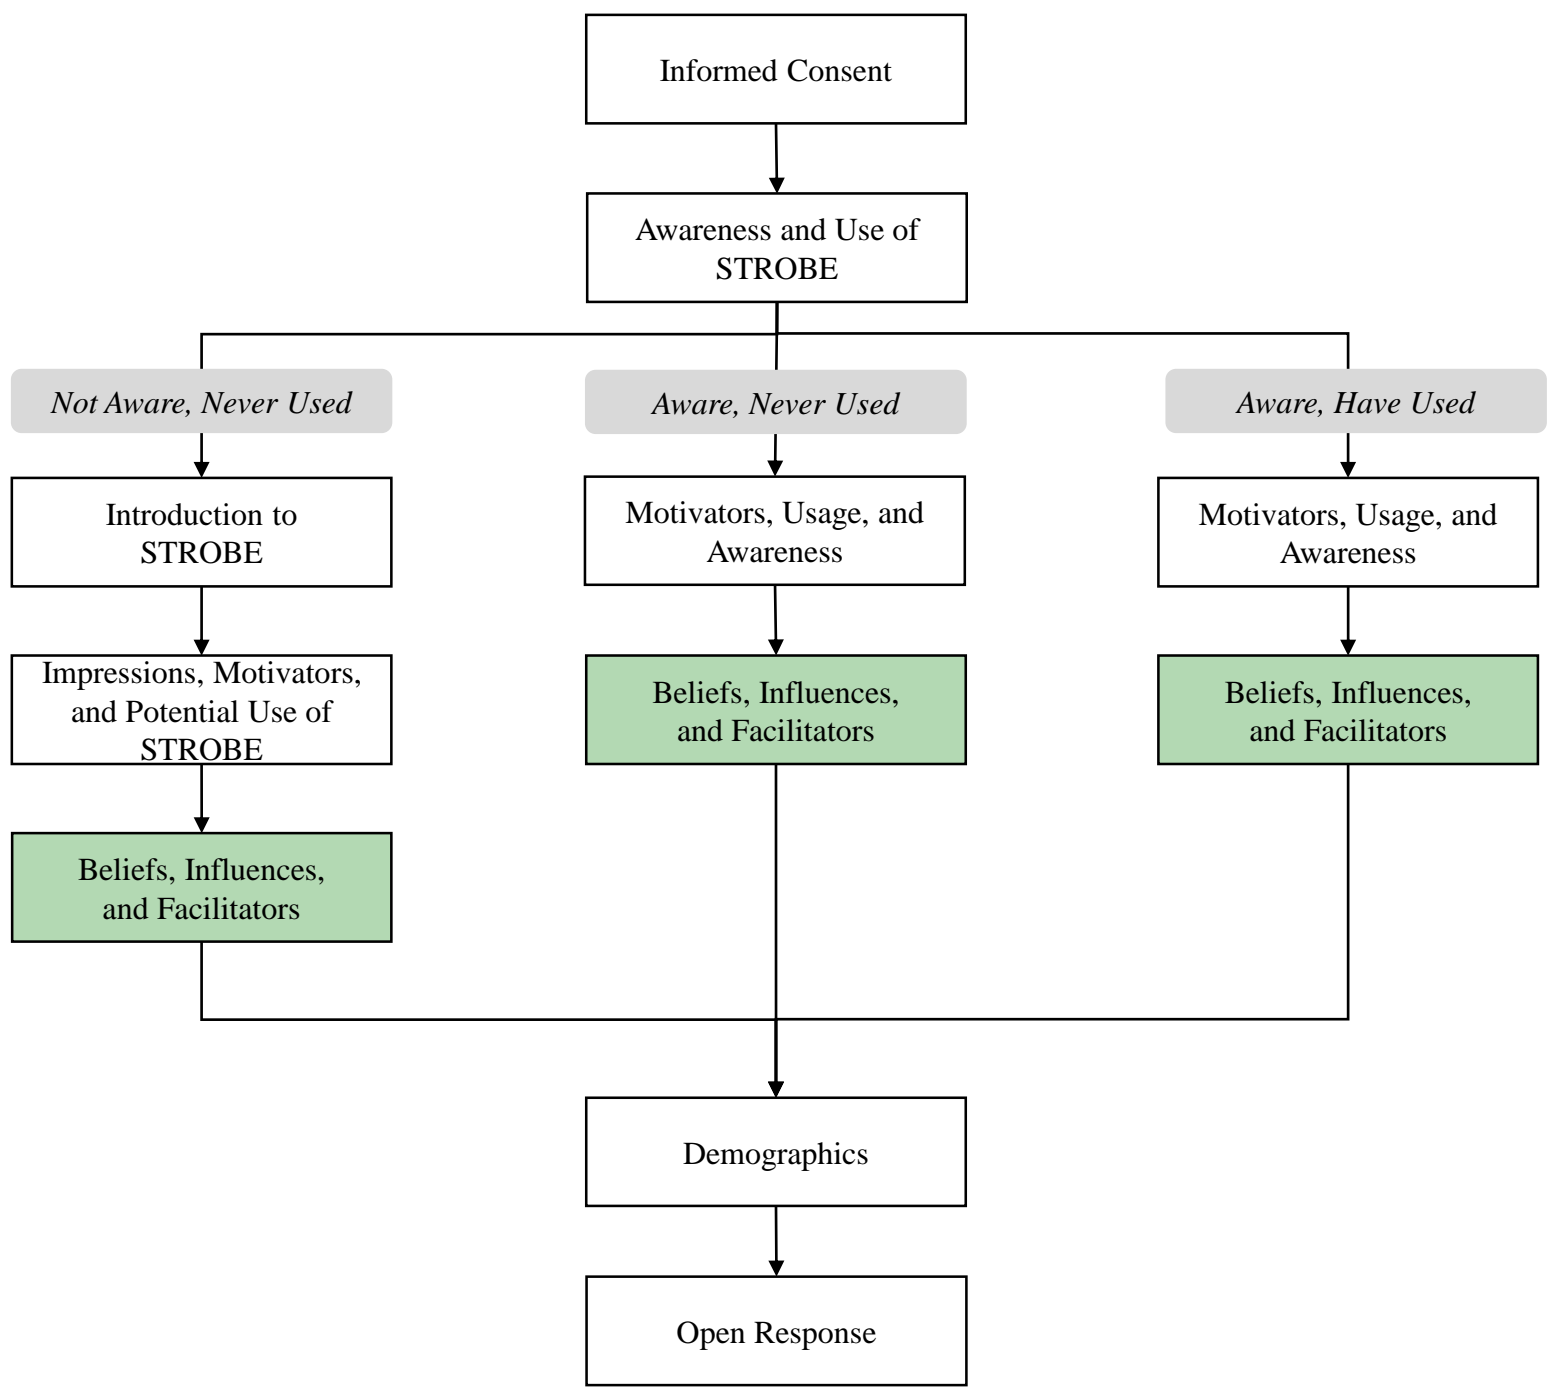 Informed Consent
Awareness and Use of
STROBE
Not Aware, Never Used
Aware, Never Used
Aware, Have Used
Introduction to
STROBE
Motivators, Usage, and
Awareness
Motivators, Usage, and
Awareness
Impressions, Motivators,
and Potential Use of
STROBE
Beliefs, Influences,
and Facilitators
Beliefs, Influences,
and Facilitators
Beliefs, Influences,
and Facilitators
Demographics
Open Response